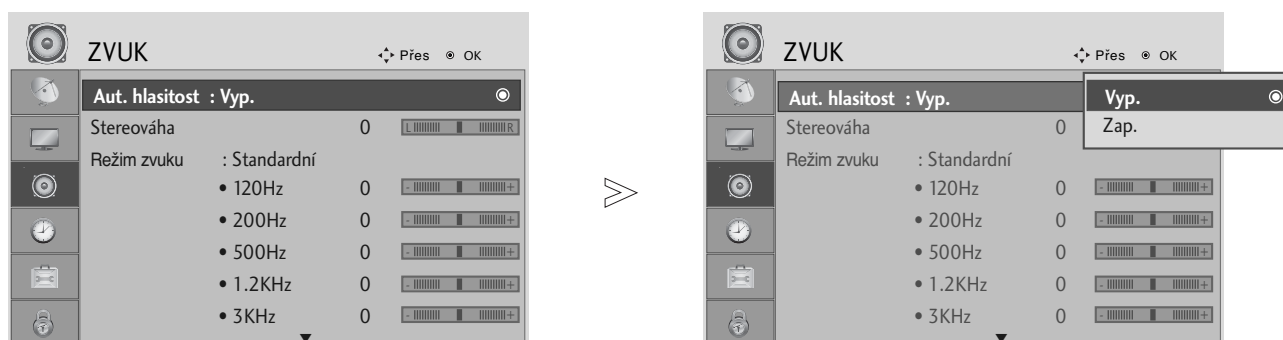 ZVUK
Přes OK
Aut. hlasitost : Vyp.
Stereováha 0 L R
Režim zvuku : Standardní
• 120Hz 0 - +
• 200Hz 0 - +
• 500Hz 0 - +
• 1.2KHz 0 - +
• 3KHz 0 - +
ZVUK
Přes OK
Aut. hlasitost : Vyp.
Vyp.
Zap.
Stereováha 0
Režim zvuku : Standardní
• 120Hz 0 - +
• 200Hz 0 - +
• 500Hz 0 - +
• 1.2KHz 0 - +
• 3KHz 0 - +